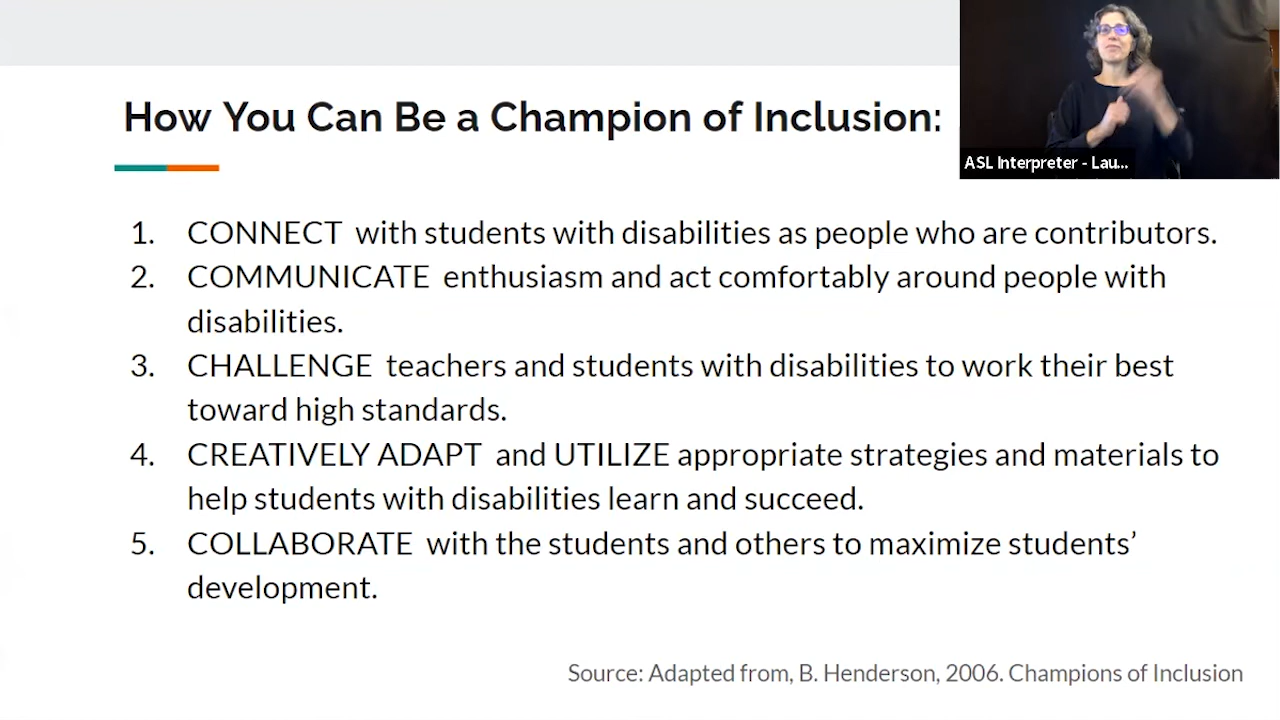 How You Can Be a Champion of Inclusion:
ASL Interpreter - Lau...
1. CONNECT with students with disabilities as people who are contributors.
2. COMMUNICATE enthusiasm and act comfortably around people with
disabilities.
3. CHALLENGE teachers and students with disabilities to work their best
toward high standards.
4. CREATIVELY ADAPT and UTILIZE appropriate strategies and materials to
help students with disabilities learn and succeed.
5. COLLABORATE with the students and others to maximize students’
development.
Source: Adapted from, B. Henderson, 2006. Champions of Inclusion